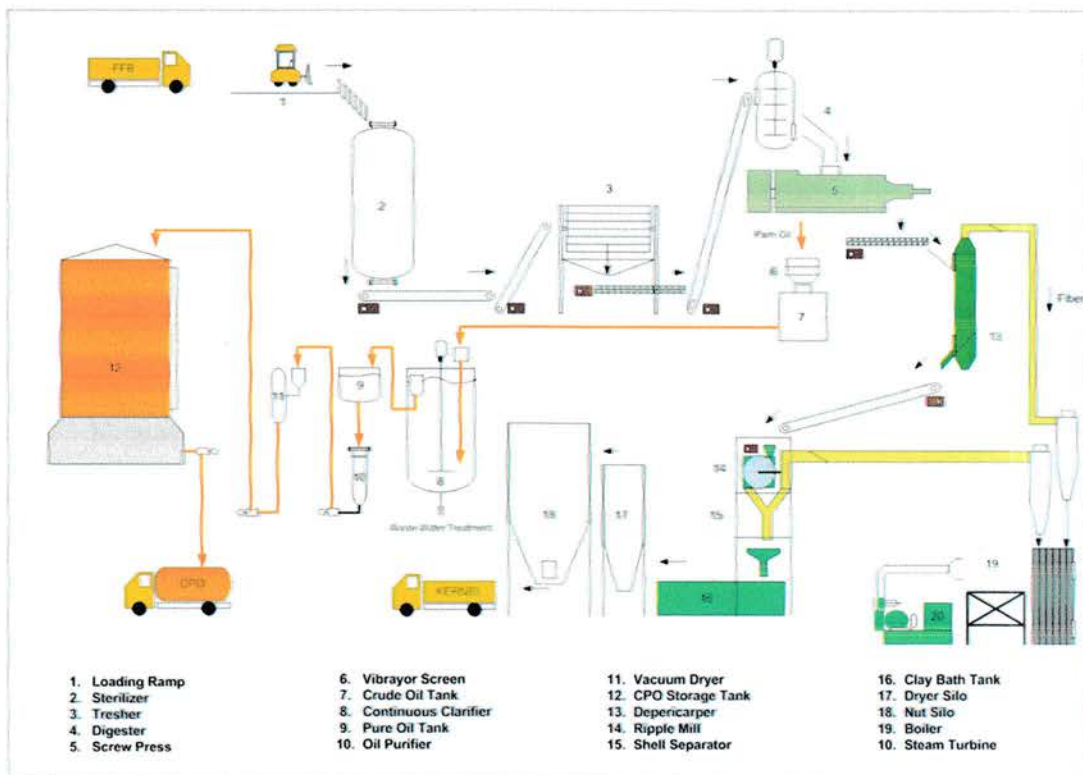 FFB
1
4
2
3
5
Palm Oil
6
Fiber
7
13
12
11
9
14
10
8
18
17
15
Waste Water Treatment
19
CPO
KERNEL
16
20
1. Loading Ramp
2. Sterilizer
3. Tresher
4. Digester
5. Screw Press
6. Vibrayor Screen
7. Crude Oil Tank
8. Continuous Clarifier
9. Pure Oil Tank
10. Oil Purifier
11. Vacuum Dryer
12. CPO Storage Tank
13. Depericarper
14. Ripple Mill
15. Shell Separator
16. Clay Bath Tank
17. Dryer Silo
18. Nut Silo
19. Boiler
10. Steam Turbine